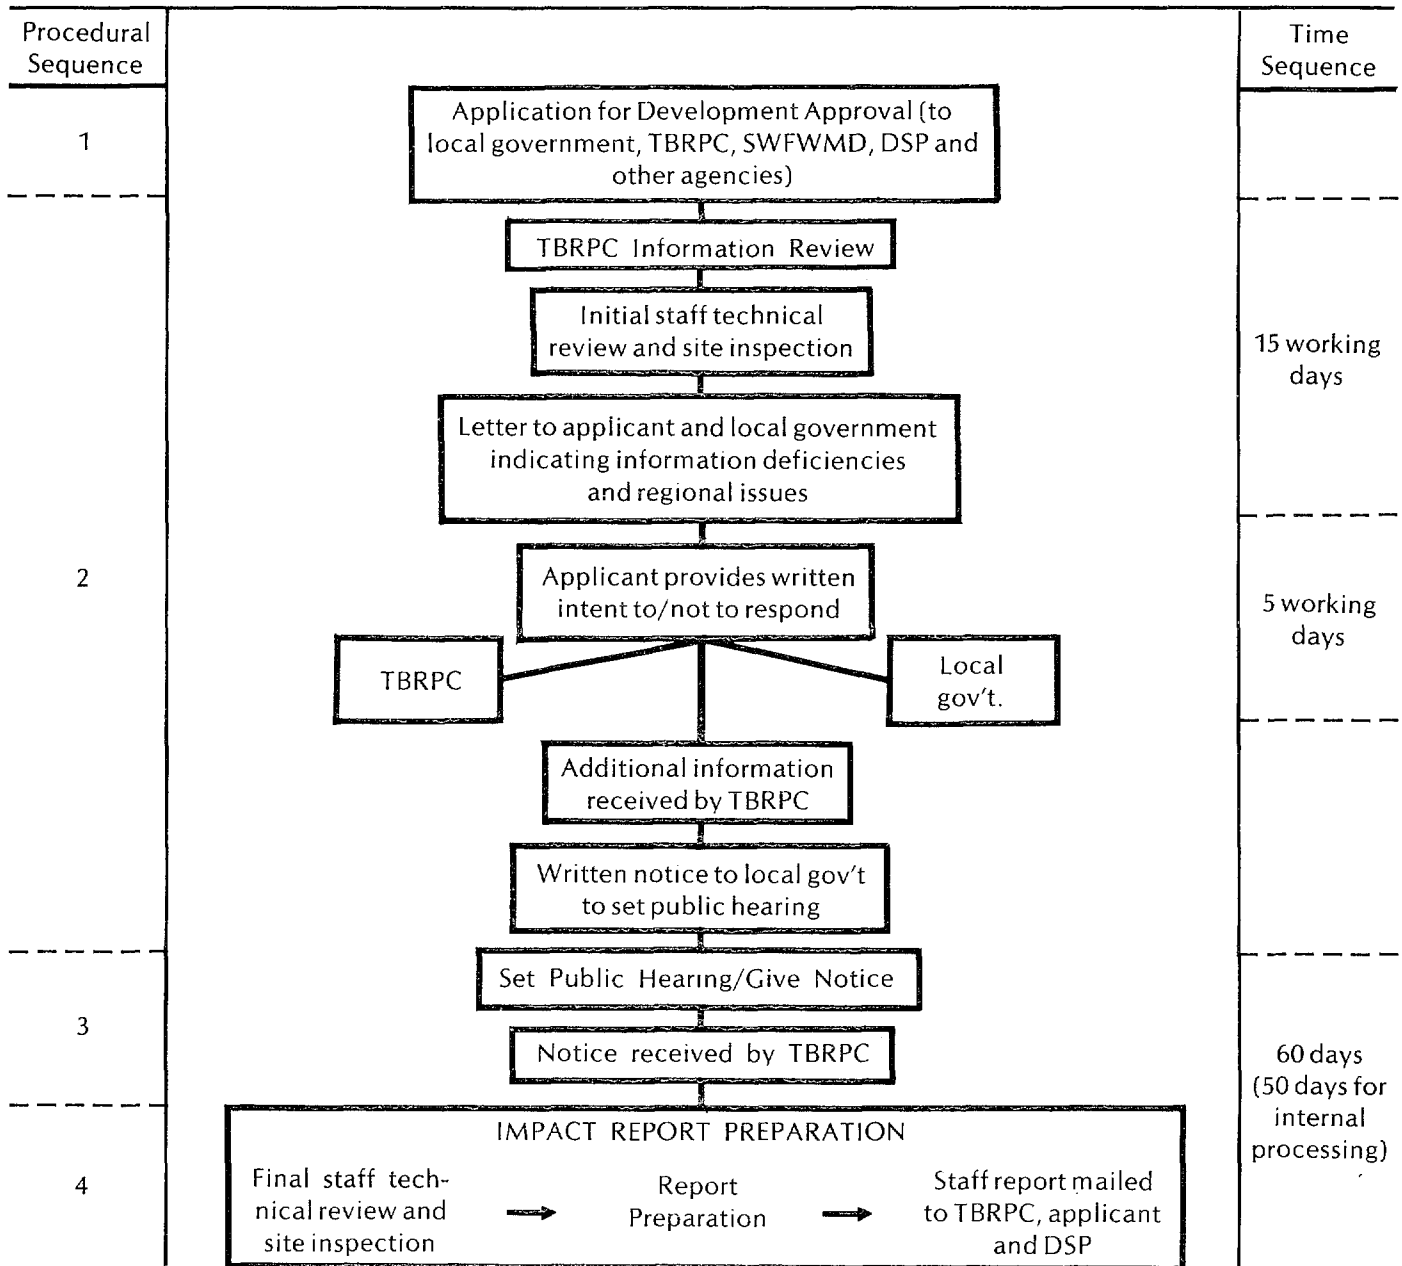 Procedural
Sequence
Time
Sequence
1
Application for Development Approval (to
local government, TBRPC, SWFWMD, DSP and
other agencies)
TBRPC Information Review
Initial staff technical
review and site inspection
15 working
days
Letter to applicant and local government
indicating information deficiencies
and regional issues
2
Applicant provides written
intent to/not to respond
5 working
days
TBRPC
Local
gov't.
Additional information
received by TBRPC
Written notice to local gov't
to set public hearing
Set Public Hearing/Give Notice
3
Notice received by TBRPC
60 days
(50 days for
internal
processing)
IMPACT REPORT PREPARATION
4
Final staff tech-
nical review and
site inspection
Report
Preparation
Staff report mailed
to TBRPC, applicant
and DSP